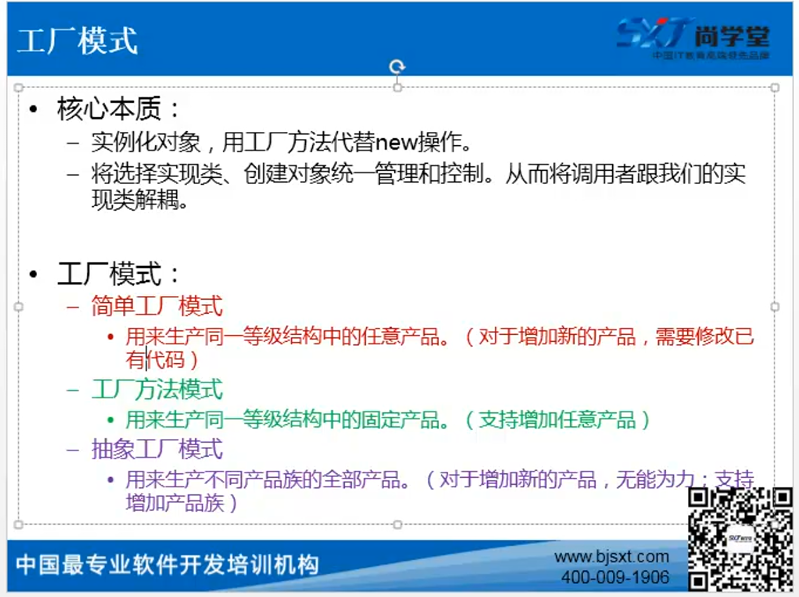 工厂模式
SXT 尚学堂
中国IT教育高端领先品牌
• 核心本质：
– 实例化对象，用工厂方法代替new操作。
– 将选择实现类、创建对象统一管理和控制。从而将调用者跟我们的实
现类解耦。
• 工厂模式：
– 简单工厂模式
• 用来生产同一等级结构中的任意产品。（对于增加新的产品，需要修改已
有代码）
– 工厂方法模式
• 用来生产同一等级结构中的固定产品。（支持增加任意产品）
– 抽象工厂模式
• 用来生产不同产品族的全部产品。（对于增加新的产品，无能为力；支持
增加产品族）
中国最专业软件开发培训机构
www.bjsxt.com
400-009-1906